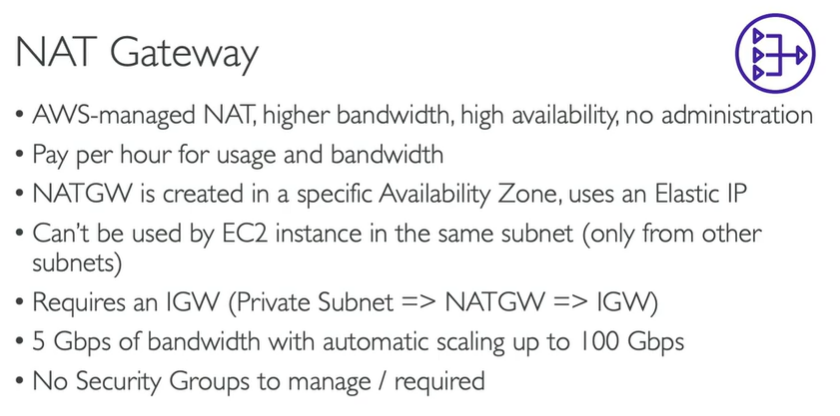 NAT Gateway
• AWS-managed NAT, higher bandwidth, high availability, no administration
• Pay per hour for usage and bandwidth
• NATGW is created in a specific Availability Zone, uses an Elastic IP
• Can't be used by EC2 instance in the same subnet (only from other
subnets)
• Requires an IGW (Private Subnet => NATGW => IGW)
• 5 Gbps of bandwidth with automatic scaling up to 100 Gbps
• No Security Groups to manage / required